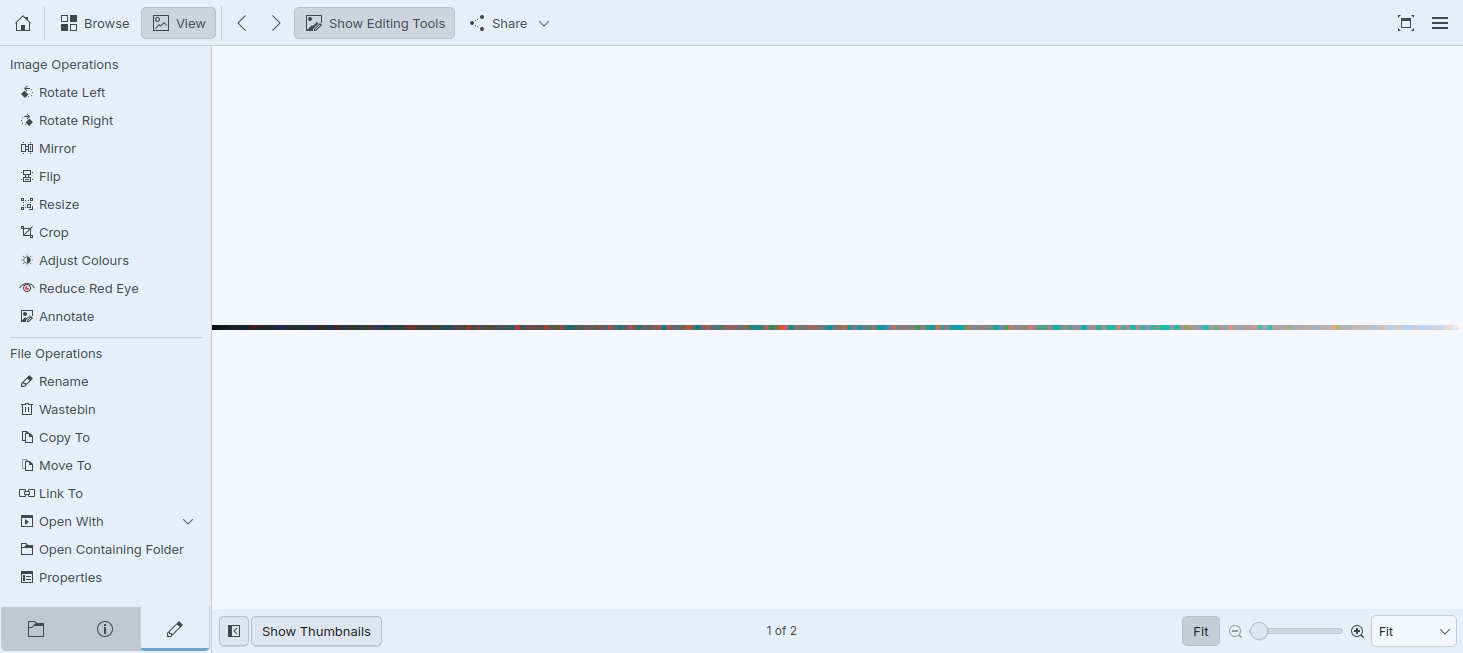 Browse View Show Editing Tools Share
Image Operations
Rotate Left
Rotate Right
Mirror
Flip
Resize
Crop
Adjust Colours
Reduce Red Eye
Annotate
File Operations
Rename
Wastebin
Copy To
Move To
Link To
Open With
Open Containing Folder
Properties
Show Thumbnails 1 of 2 Fit Fit